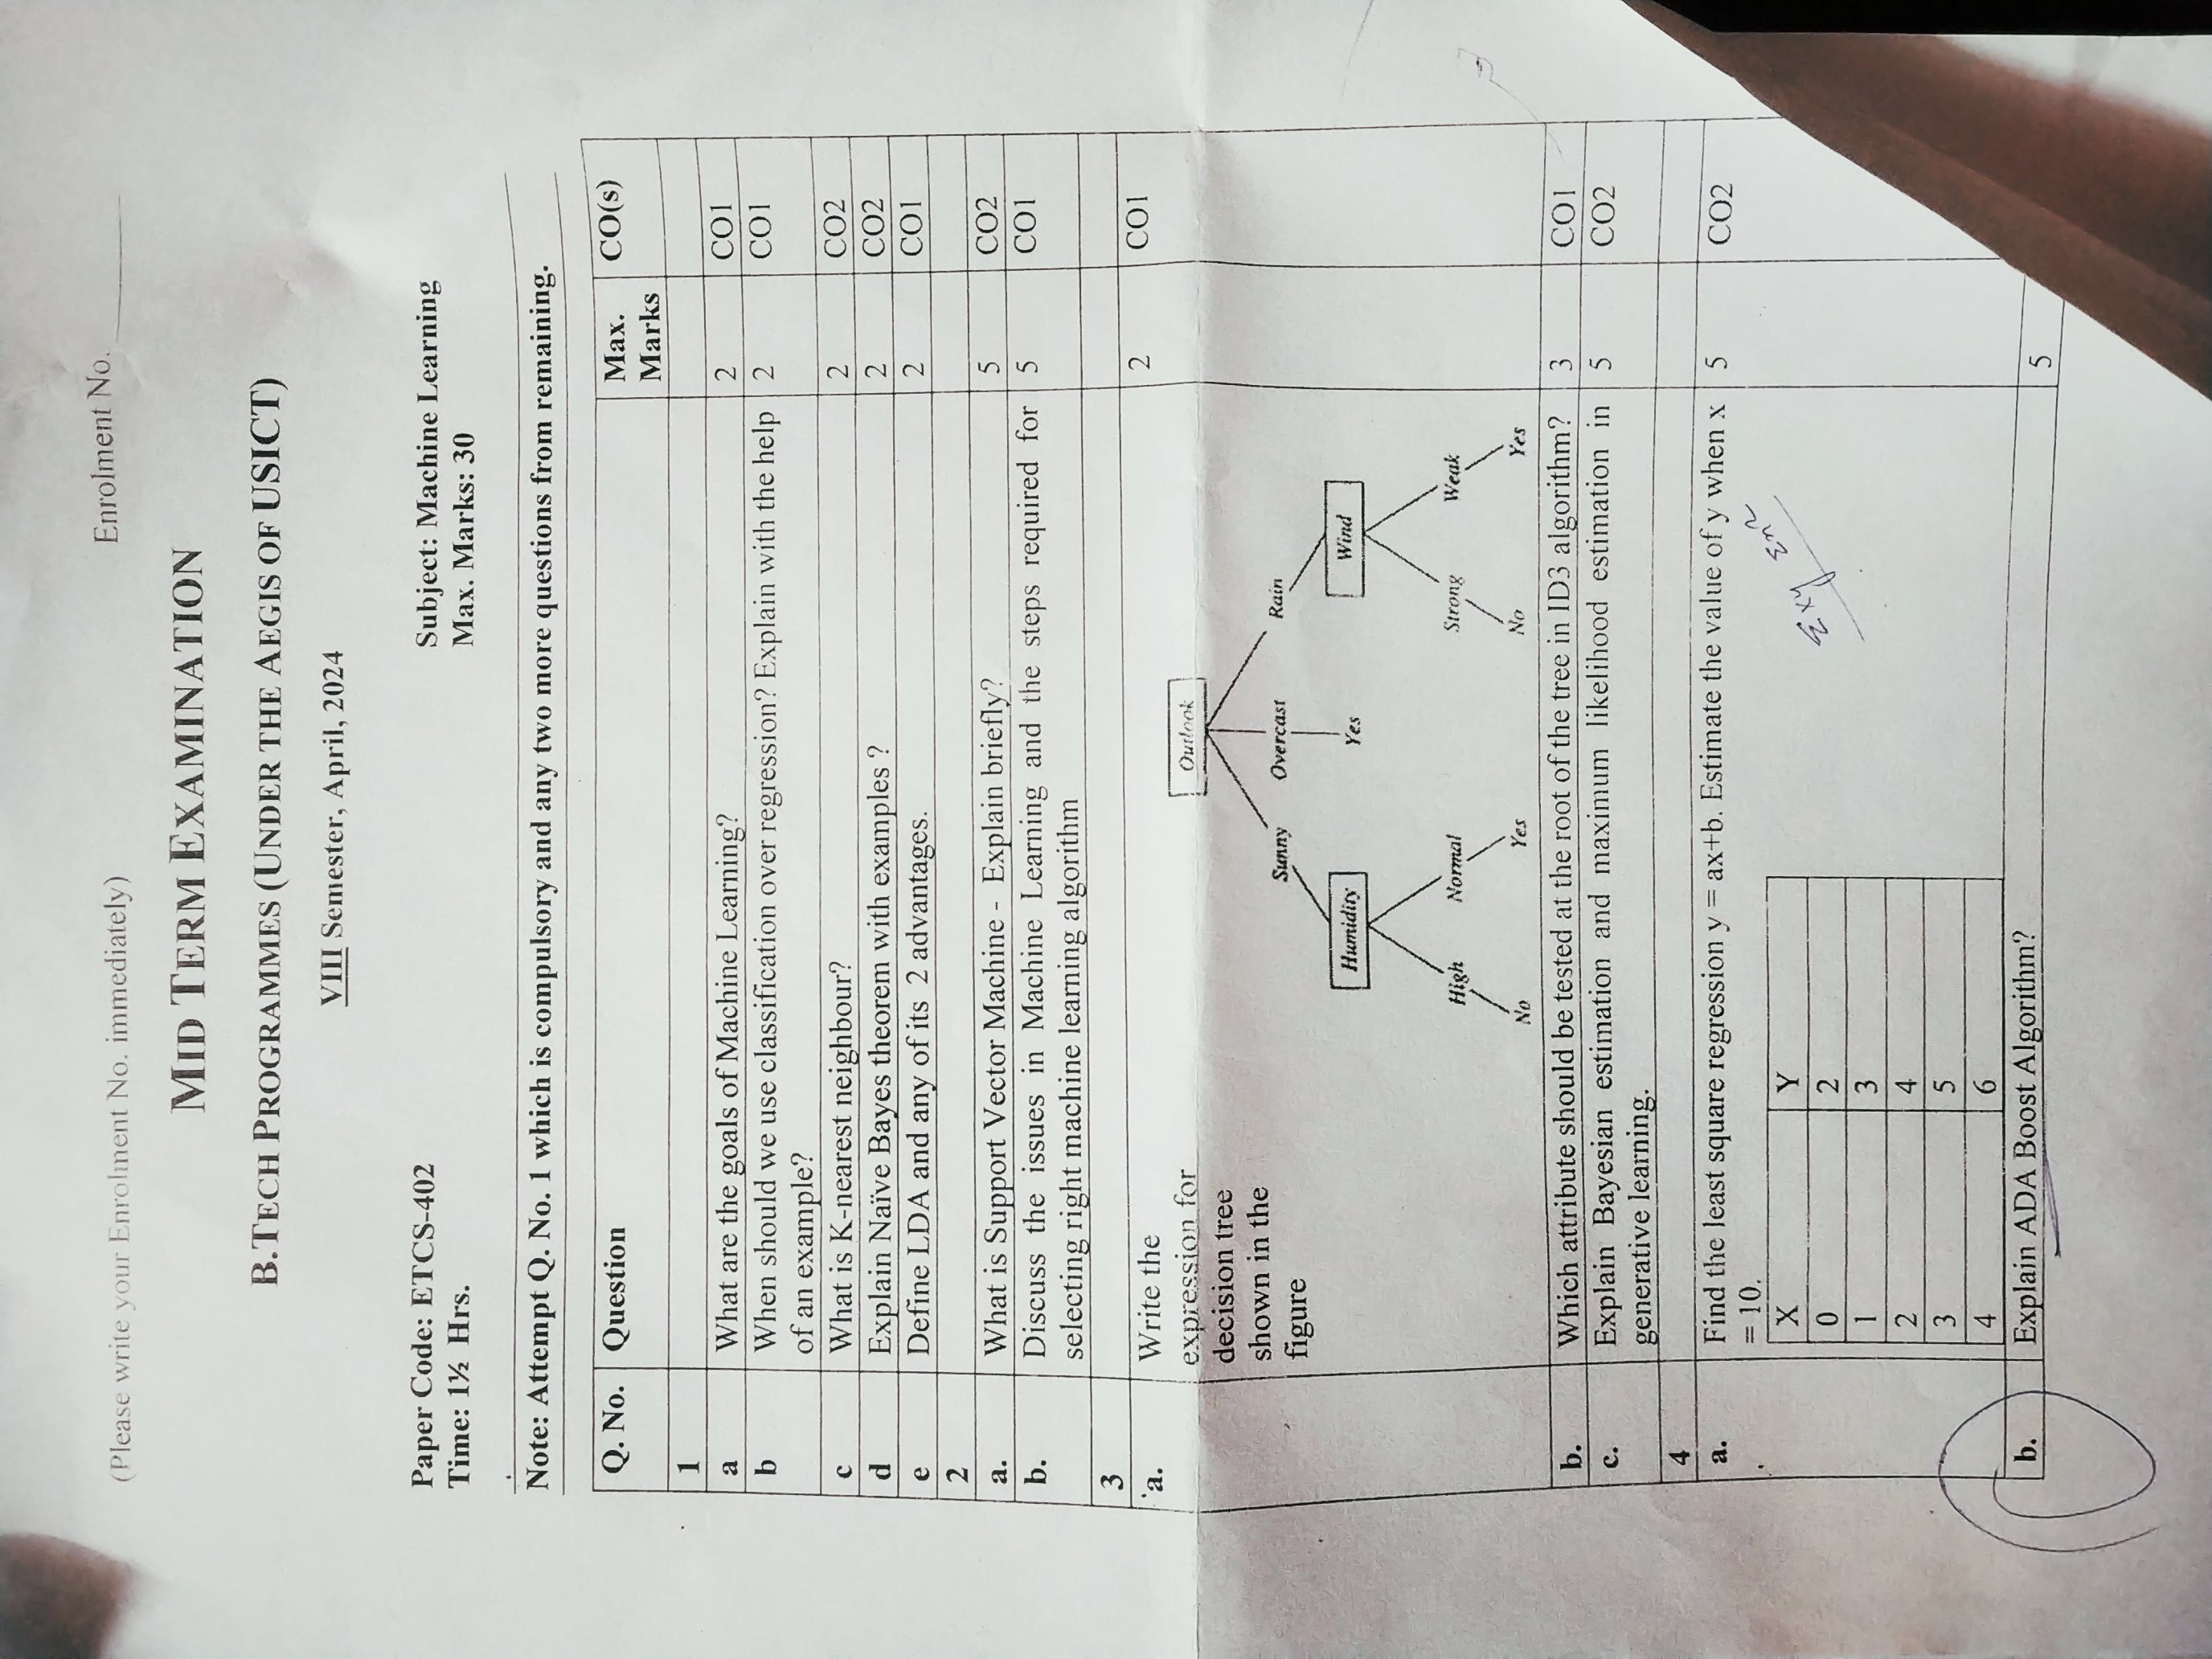 (Please write your Enrolment No. immediately)
Enrolment No. ________
MID TERM EXAMINATION
B.TECH PROGRAMMES (UNDER THE AEGIS OF USICT)
VIII Semester, April, 2024
Paper Code: ETCS-402
Subject: Machine Learning
Time: 1½ Hrs.
Max. Marks: 30
Note: Attempt Q. No. 1 which is compulsory and any two more questions from remaining.
Q. No. Question Max. Marks CO(s)
1
a What are the goals of Machine Learning? 2 CO1
b When should we use classification over regression? Explain with the help 2 CO1
of an example?
c What is K-nearest neighbour? 2 CO2
d Explain Naïve Bayes theorem with examples ? 2 CO2
e Define LDA and any of its 2 advantages. 2 CO1
2
a. What is Support Vector Machine - Explain briefly? 5 CO2
b. Discuss the issues in Machine Learning and the steps required for 5 CO1
selecting right machine learning algorithm
3
a. Write the 2 CO1
expression for
decision tree
shown in the
figure
Outlook
Sunny Overcast Rain
Humidity Yes Wind
High Normal Strong Weak
No Yes No Yes
b. Which attribute should be tested at the root of the tree in ID3 algorithm? 3 CO1
c. Explain Bayesian estimation and maximum likelihood estimation in 5 CO2
generative learning.
4
a. Find the least square regression y = ax+b. Estimate the value of y when x 5 CO2
= 10.
X Y
0 2
1 3
2 4
3 5
4 6
Σxy Σx²
b. Explain ADA Boost Algorithm? 5